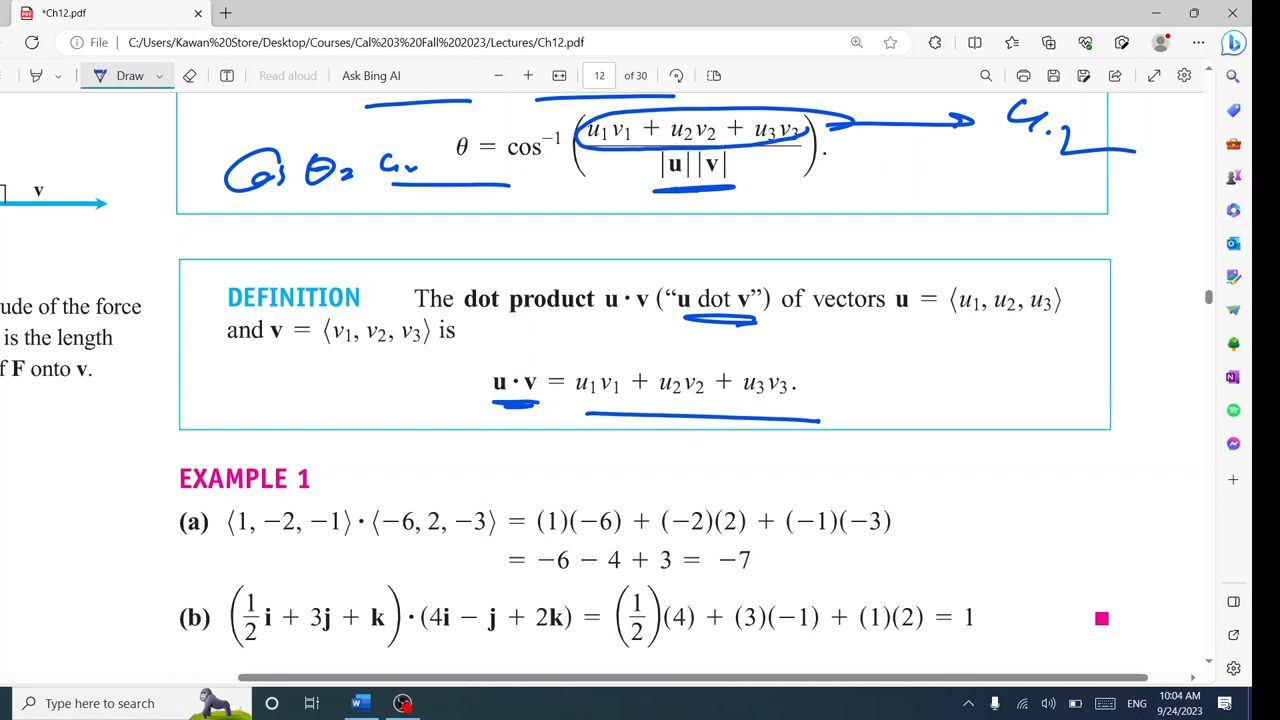 *Ch12.pdf
File C:/Users/Kawan%20Store/Desktop/Courses/Cal%203%20Fall%202023/Lectures/Ch12.pdf
Draw Read aloud Ask Bing AI 12 of 30
θ = cos⁻¹ ( (u₁v₁ + u₂v₂ + u₃v₃) / (|u||v|) ).
v
DEFINITION The dot product u · v (“u dot v”) of vectors u = ⟨u₁, u₂, u₃⟩
and v = ⟨v₁, v₂, v₃⟩ is
u · v = u₁v₁ + u₂v₂ + u₃v₃.
ude of the force
is the length
f F onto v.
EXAMPLE 1
(a) ⟨1, −2, −1⟩ · ⟨−6, 2, −3⟩ = (1)(−6) + (−2)(2) + (−1)(−3)
= −6 − 4 + 3 = −7
(b) (1/2 i + 3j + k) · (4i − j + 2k) = (1/2)(4) + (3)(−1) + (1)(2) = 1
Type here to search
ENG
10:04 AM
9/24/2023